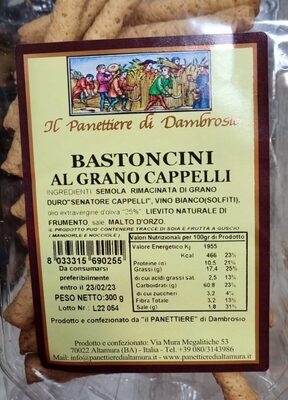 Il Panettiere di Dambrosio
BASTONCINI
AL GRANO CAPPELLI
INGREDIENTI: SEMOLA RIMACINATA DI GRANO
DURO"SENATORE CAPPELLI", VINO BIANCO(SOLFITI),
olio extravergine d'oliva "25%" LIEVITO NATURALE DI
FRUMENTO, sale, MALTO D'ORZO.
IL PRODOTTO PUO' CONTENERE TRACCE DI SOIA E FRUTTA A GUSCIO
( MANDORLE E NOCCIOLE )
8 033315 690255
Da consumarsi
preferibilmente
entro il 23/02/23
PESO NETTO:300 g
Lotto Nr.: L22 054
Valori Nutrizionali per 100gr di Prodotto
Valore Energetico Kj 1955
Kcal 466 23%
Proteine (g) 10,5 21%
Grassi (g) 17,4 25%
di cui acidi grassi saturi 2,5 13%
Carboidrati (g) 60,8 23%
di cui zuccheri 3,2 4%
Fibra Totale 3,2 13%
Sale (g) 1,8 31%
Prodotto e confezionato da "il PANETTIERE" di Dambrosio
Prodotto e confezionato: Via Mura Megalitiche 53
70022 Altamura (BA) - Italia - Tel. +39 080/3143986
Mail: info@panettieredialtamura.it - www.panettieredialtamura.it